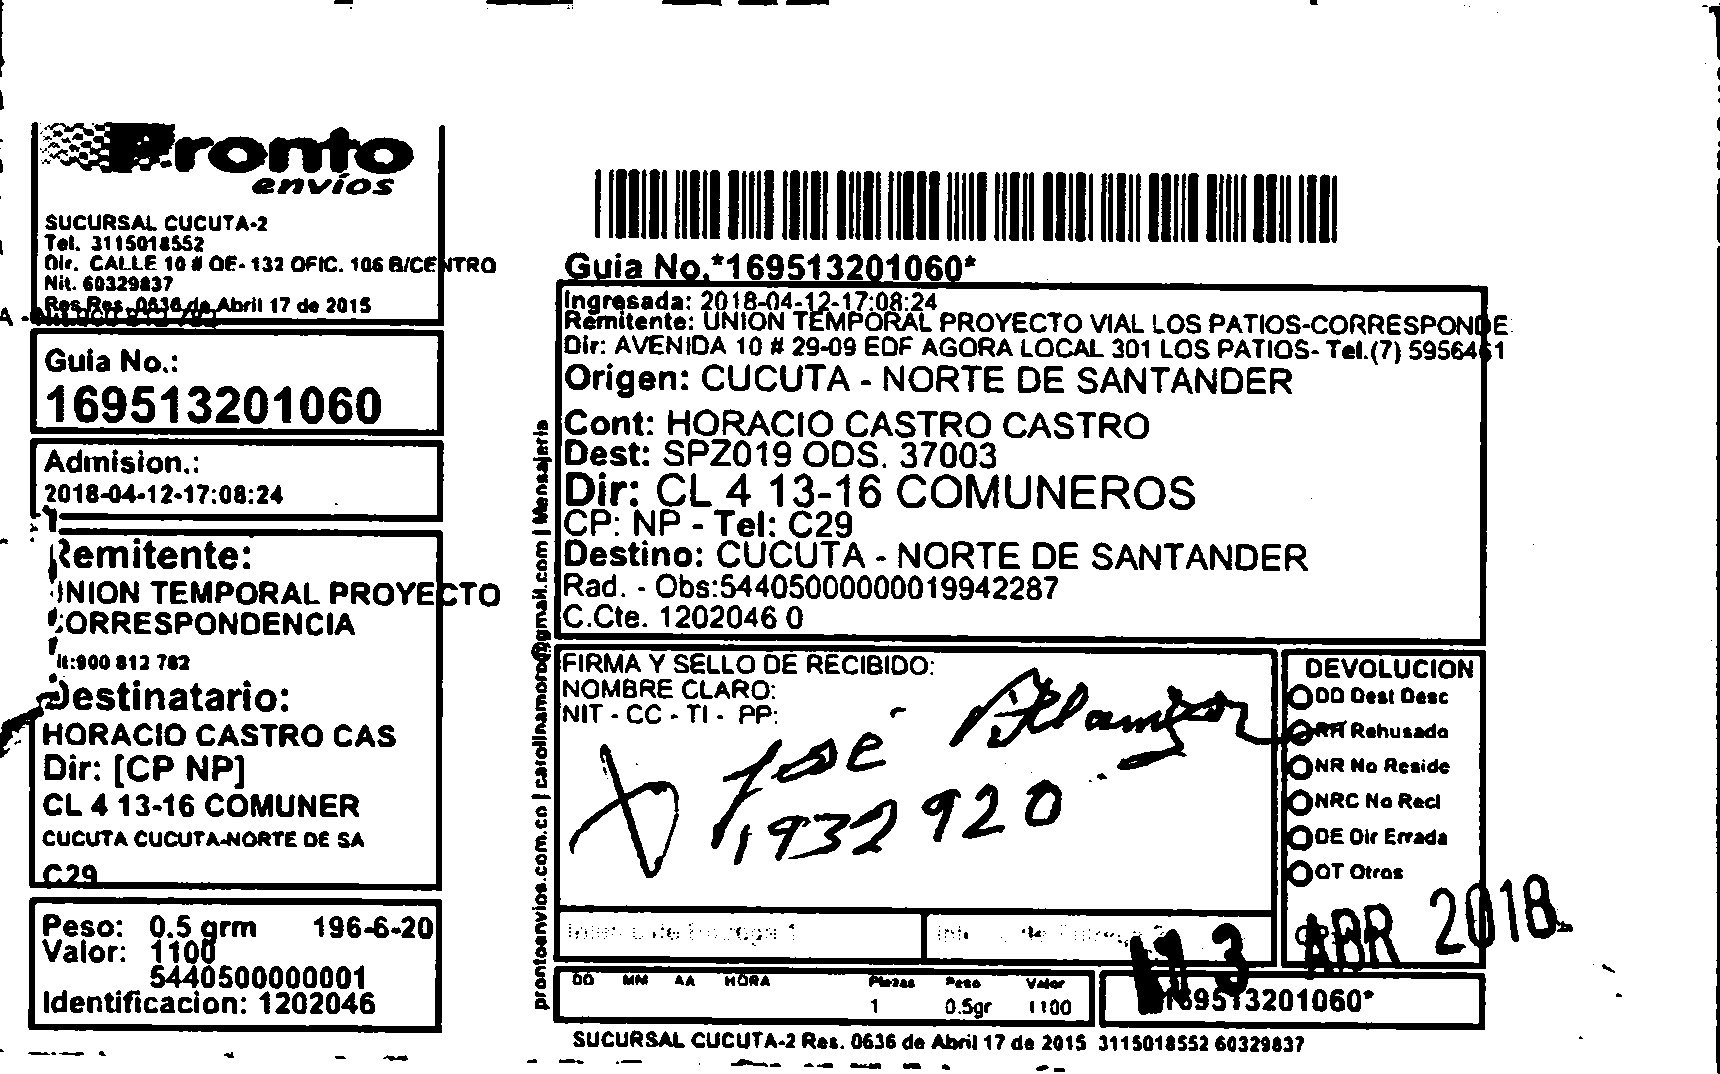 Pronto
envíos
SUCURSAL CUCUTA-2
Tel. 3115018552
Dir. CALLE 10 # OE- 132 OFIC. 106 B/CENTRO
Nit. 60329837
Res.Res. 0636 de Abril 17 de 2015
Guia No.:
169513201060
Admision.:
2018-04-12-17:08:24
Remitente:
UNION TEMPORAL PROYECTO
CORRESPONDENCIA
it:900 812 782
Destinatario:
HORACIO CASTRO CAS
Dir: [CP NP]
CL 4 13-16 COMUNER
CUCUTA CUCUTA-NORTE DE SA
C29
Peso: 0.5 grm 196-6-20
Valor: 1100
5440500000001
Identificacion: 1202046
prontoenvios.com.co | carolinamoro@gmail.com | Mensajeris
Guia No.*169513201060*
Ingresada: 2018-04-12-17:08:24
Remitente: UNION TEMPORAL PROYECTO VIAL LOS PATIOS-CORRESPONDE
Dir: AVENIDA 10 # 29-09 EDF AGORA LOCAL 301 LOS PATIOS- Tel.(7) 5956461
Origen: CUCUTA - NORTE DE SANTANDER
Cont: HORACIO CASTRO CASTRO
Dest: SPZ019 ODS. 37003
Dir: CL 4 13-16 COMUNEROS
CP: NP - Tel: C29
Destino: CUCUTA - NORTE DE SANTANDER
Rad. - Obs:54405000000019942287
C.Cte. 1202046 0
FIRMA Y SELLO DE RECIBIDO:
NOMBRE CLARO:
NIT - CC - TI - PP:
José
1932920
DEVOLUCION
DD Dest Desc
RH Rehusado
NR No Reside
NRC No Recl
DE Dir Errada
OT Otros
13 ABR 2018
DD MM AA HORA Piezas Peso Valor
1 0.5gr 1100
*169513201060*
SUCURSAL CUCUTA-2 Res. 0636 de Abril 17 de 2015 3115018552 60329837